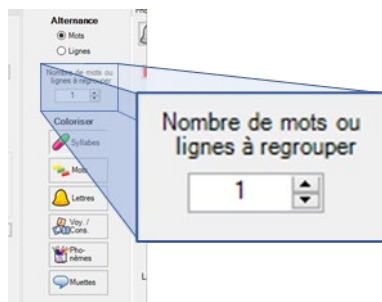 Alternance
Mots
Lignes
Nombre de mots ou
lignes à regrouper
1
Coloriser
Syllabes
Mots
Lettres
Voy. /
Cons.
Pho-
nèmes
Muettes
Nombre de mots ou
lignes à regrouper
1